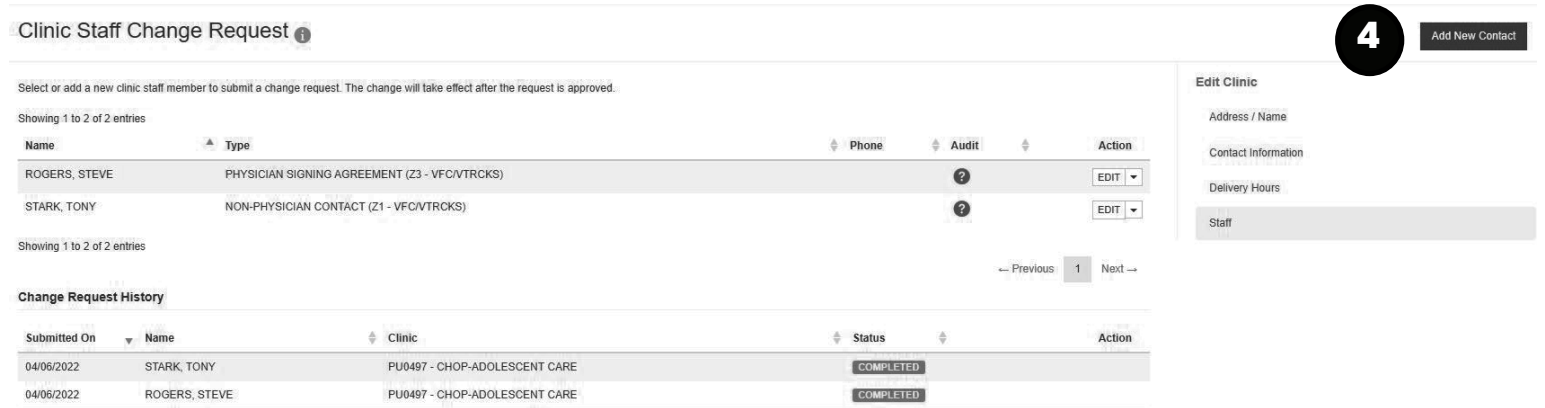 Clinic Staff Change Request
4
Add New Contact
Select or add a new clinic staff member to submit a change request. The change will take effect after the request is approved.
Showing 1 to 2 of 2 entries
Name Type Phone Audit Action
ROGERS, STEVE PHYSICIAN SIGNING AGREEMENT (Z3 - VFC/VTRCKS) ? EDIT
STARK, TONY NON-PHYSICIAN CONTACT (Z1 - VFC/VTRCKS) ? EDIT
Showing 1 to 2 of 2 entries
← Previous 1 Next →
Edit Clinic
Address / Name
Contact Information
Delivery Hours
Staff
Change Request History
Submitted On Name Clinic Status Action
04/06/2022 STARK, TONY PU0497 - CHOP-ADOLESCENT CARE COMPLETED
04/06/2022 ROGERS, STEVE PU0497 - CHOP-ADOLESCENT CARE COMPLETED